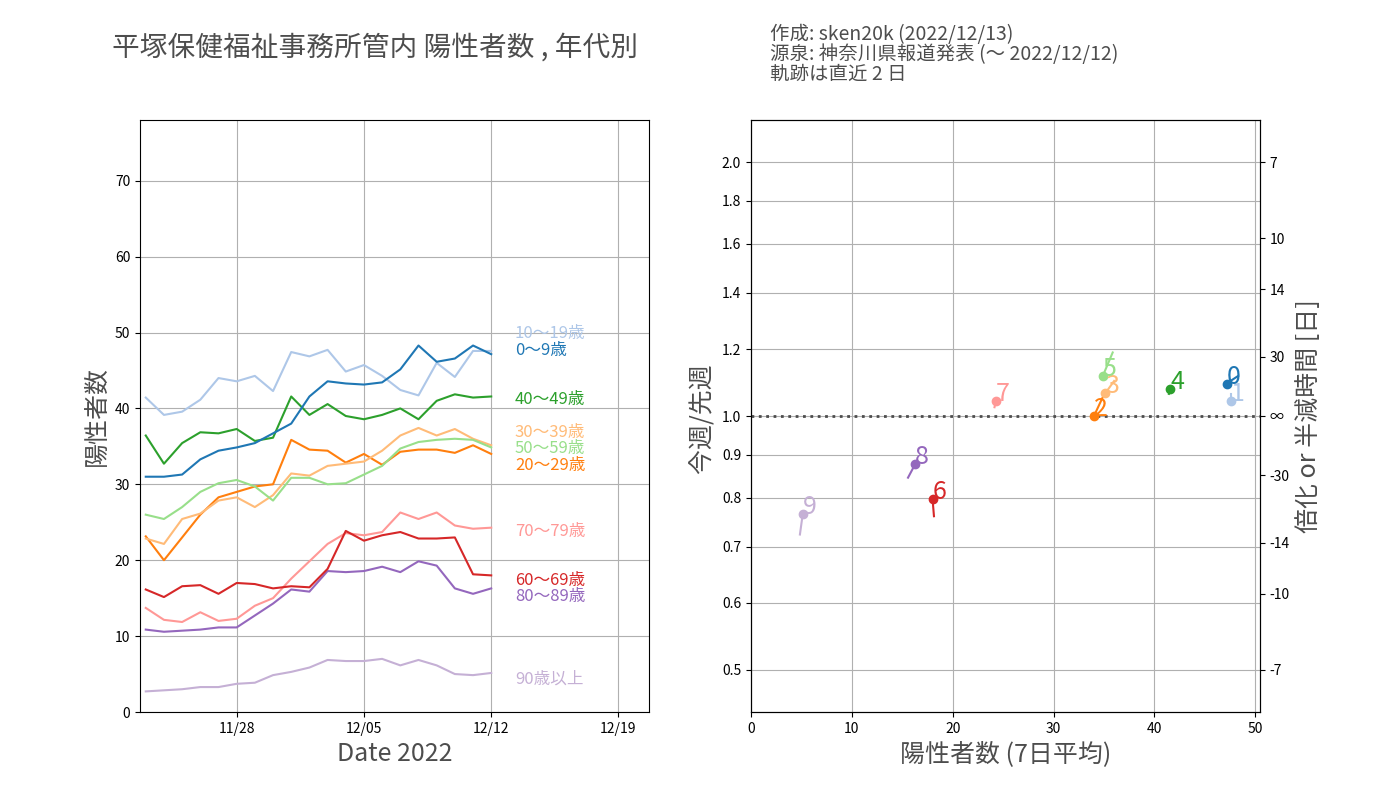 平塚保健福祉事務所管内 陽性者数 , 年代別
作成: sken20k (2022/12/13)
源泉: 神奈川県報道発表 (〜 2022/12/12)
軌跡は直近 2 日
陽性者数
70
60
50
40
30
20
10
0
11/28
12/05
12/12
12/19
Date 2022
10〜19歳
0〜9歳
40〜49歳
30〜39歳
50〜59歳
20〜29歳
70〜79歳
60〜69歳
80〜89歳
90歳以上
今週/先週
2.0
1.8
1.6
1.4
1.2
1.0
0.9
0.8
0.7
0.6
0.5
0
10
20
30
40
50
陽性者数 (7日平均)
5
3
7
2
4
0
1
8
6
9
7
10
14
30
∞
-30
-14
-10
-7
倍化 or 半減時間 [日]